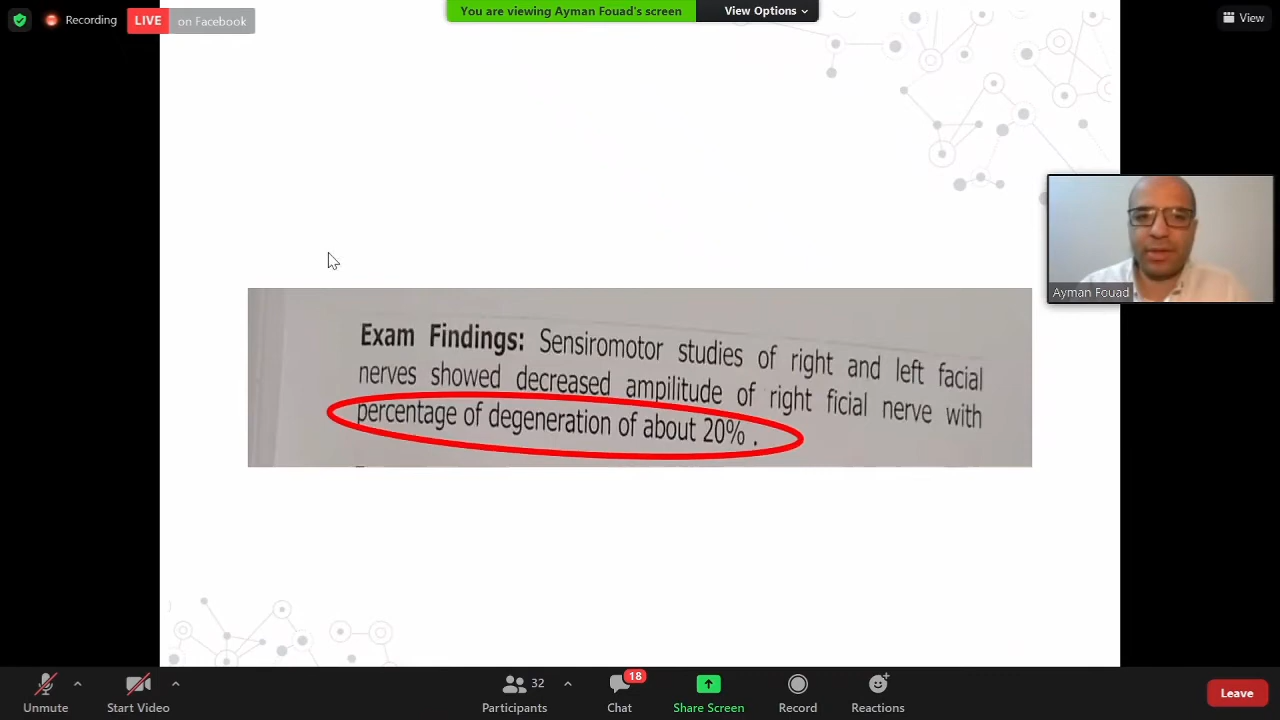 Recording
LIVE on Facebook
You are viewing Ayman Fouad's screen
View Options
View
Ayman Fouad
Exam Findings: Sensiromotor studies of right and left facial
nerves showed decreased ampilitude of right ficial nerve with
percentage of degeneration of about 20% .
Unmute
Start Video
32
Participants
18
Chat
Share Screen
Record
Reactions
Leave